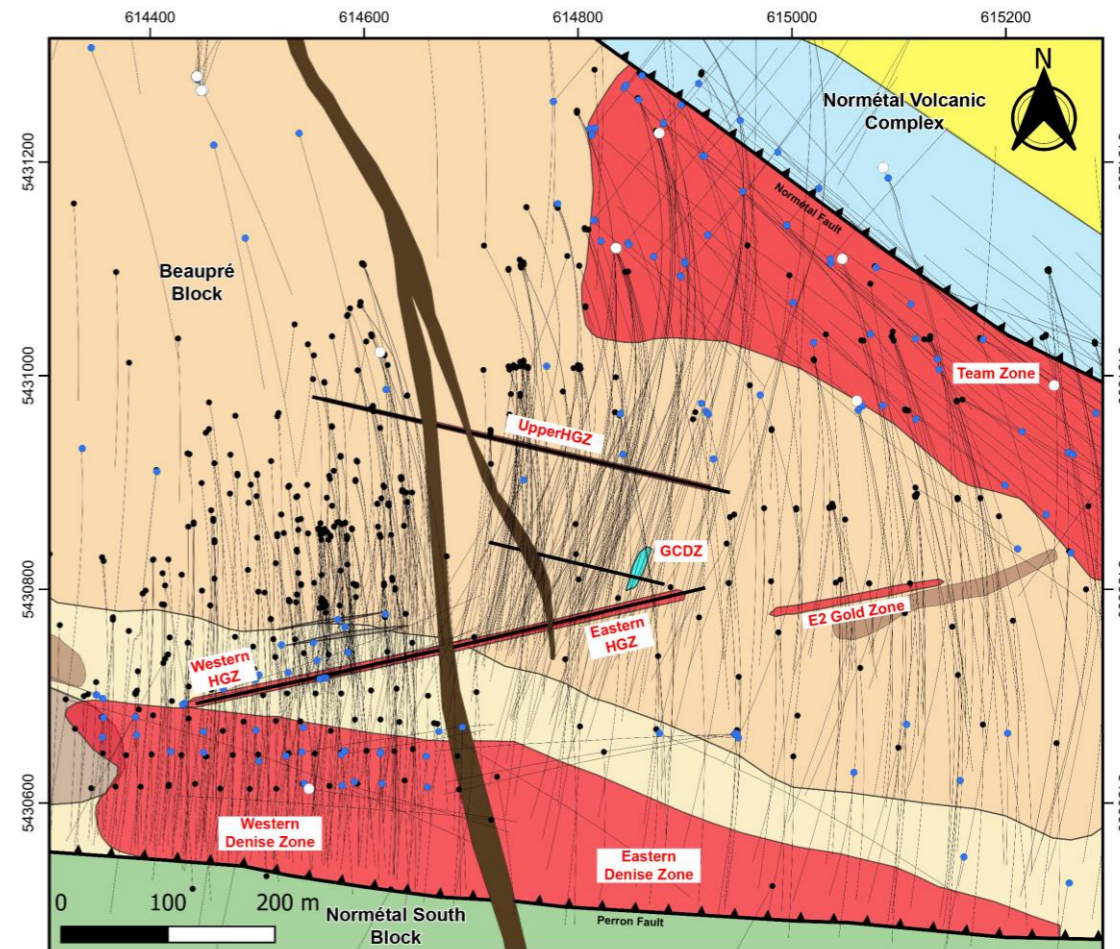 614400
614600
614800
615000
615200
5431200
5431000
5430800
5430600
N
Normétal Volcanic
Complex
Normétal Fault
Beaupré
Block
Team Zone
UpperHGZ
GCDZ
E2 Gold Zone
Eastern
HGZ
Western
HGZ
Western
Denise Zone
Eastern
Denise Zone
Perron Fault
Normétal South
Block
0
100
200 m